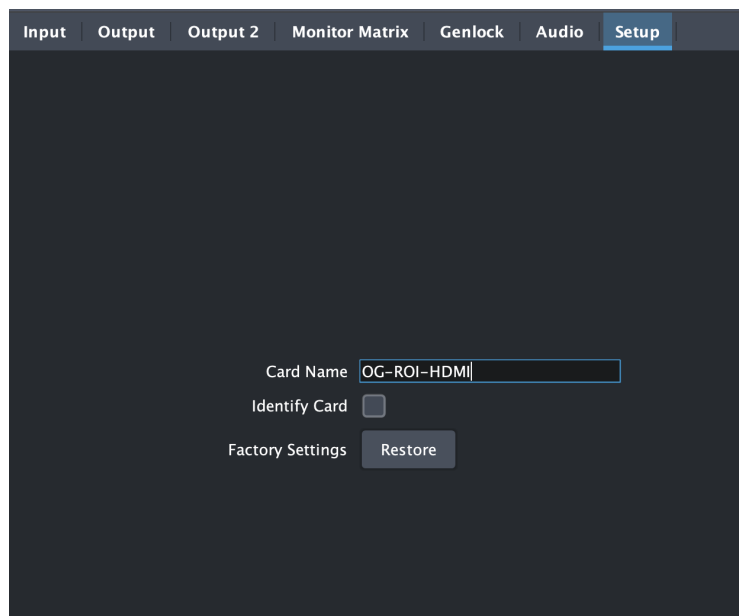 Input Output Output 2 Monitor Matrix Genlock Audio Setup
Card Name OG-ROI-HDMI
Identify Card
Factory Settings Restore